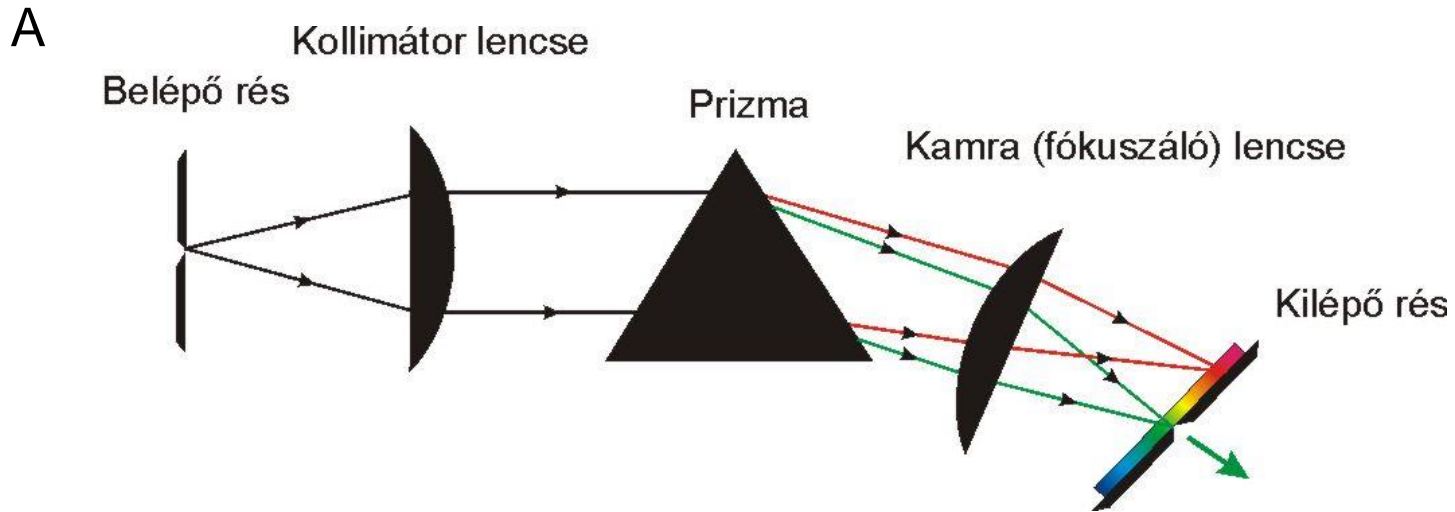 A
Kollimátor lencse
Belépő rés
Prizma
Kamra (fókuszáló) lencse
Kilépő rés